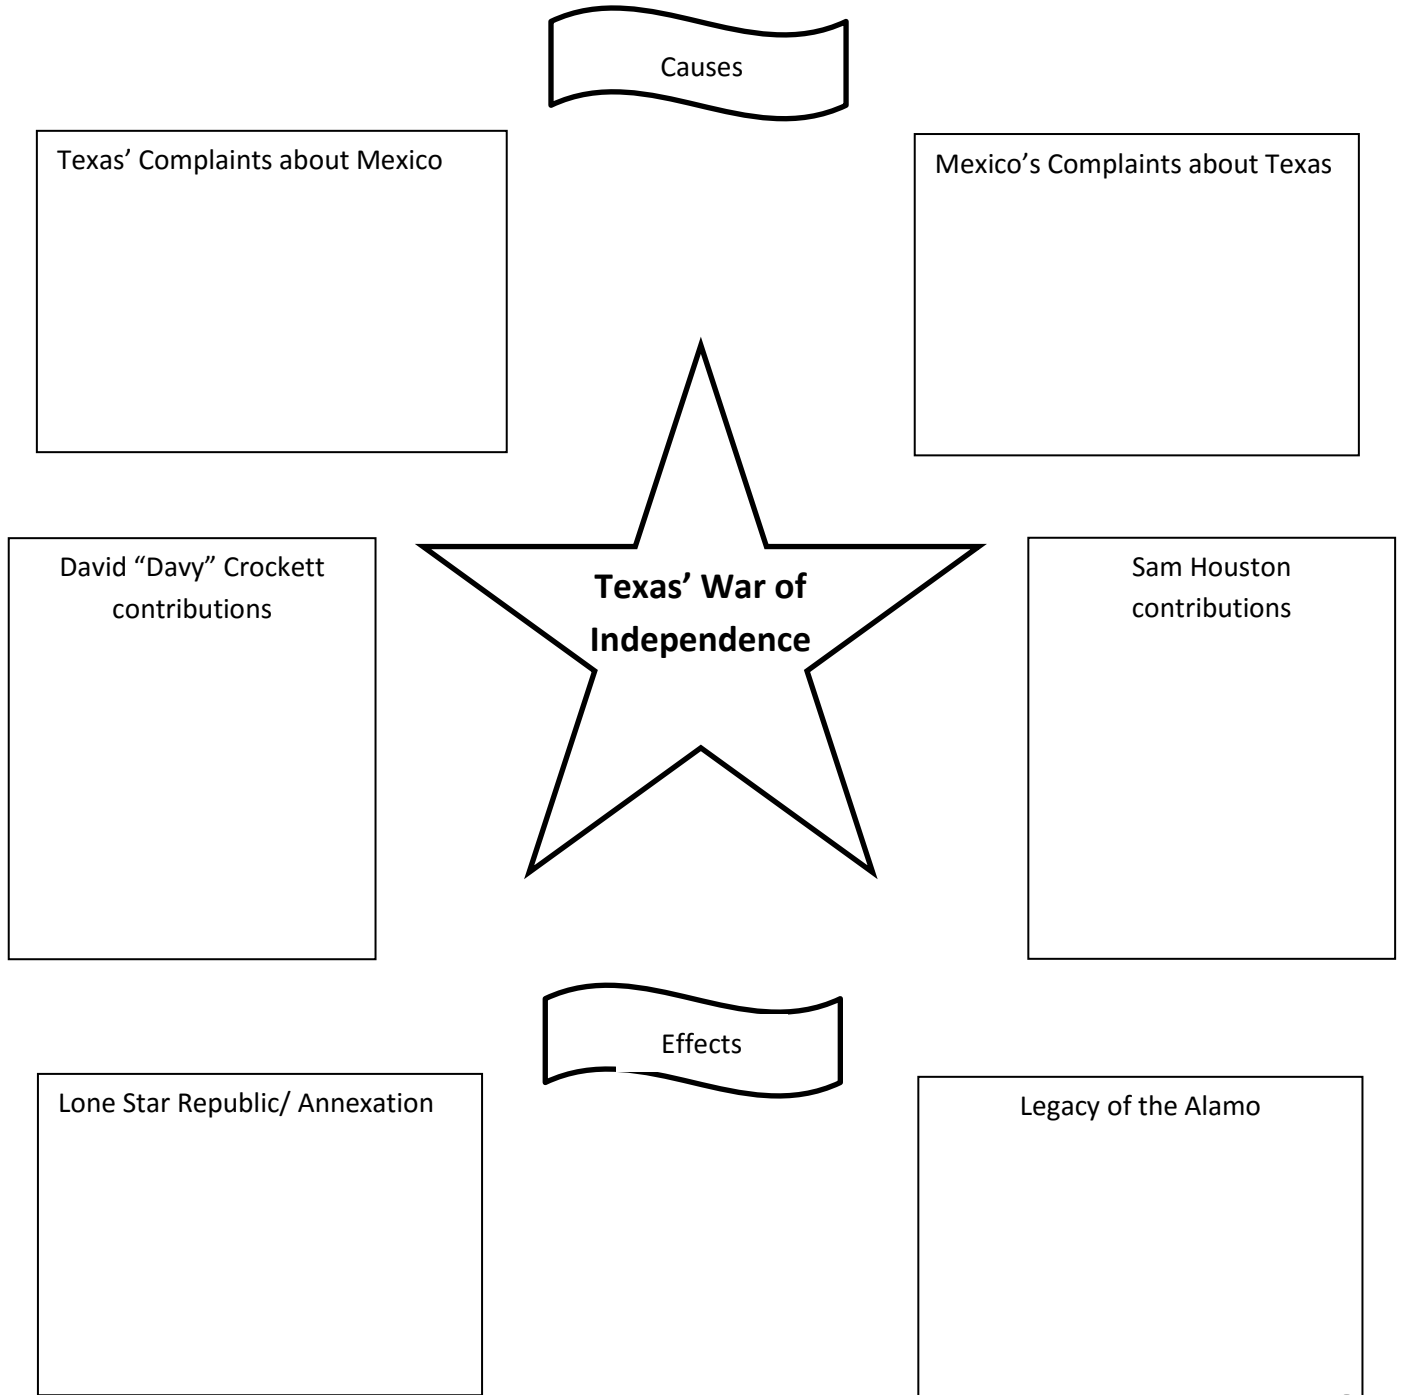 Causes
Texas’ Complaints about Mexico
Mexico’s Complaints about Texas
David “Davy” Crockett
contributions
Texas’ War of
Independence
Sam Houston
contributions
Effects
Lone Star Republic/ Annexation
Legacy of the Alamo